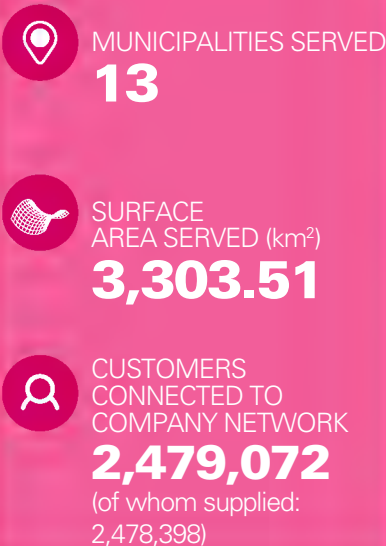 MUNICIPALITIES SERVED
13
SURFACE
AREA SERVED (km²)
3,303.51
CUSTOMERS
CONNECTED TO
COMPANY NETWORK
2,479,072
(of whom supplied:
2,478,398)